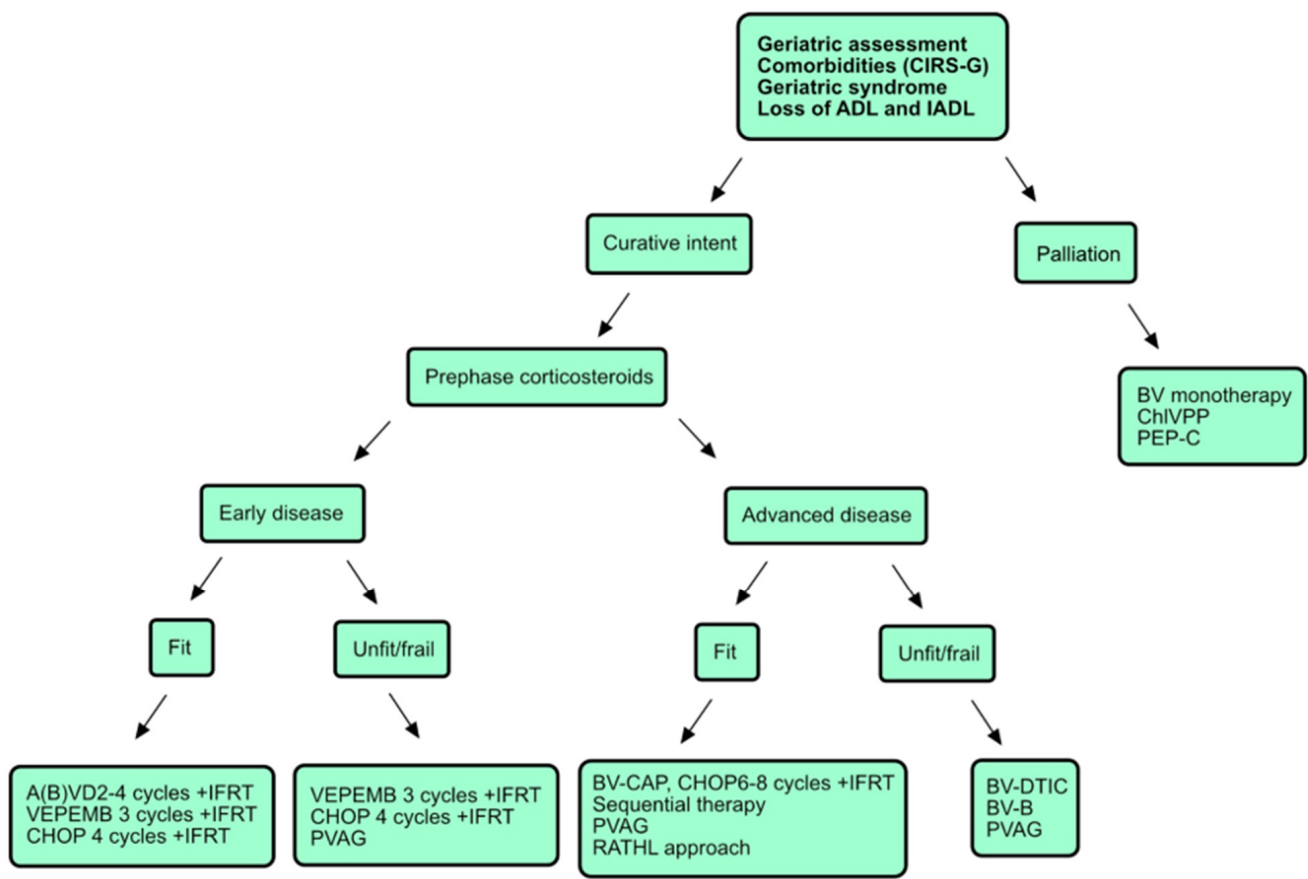 Geriatric assessment
Comorbidities (CIRS-G)
Geriatric syndrome
Loss of ADL and IADL
Curative intent
Palliation
Prephase corticosteroids
BV monotherapy
ChlVPP
PEP-C
Early disease
Advanced disease
Fit
Unfit/frail
Fit
Unfit/frail
A(B)VD2-4 cycles +IFRT
VEPEMB 3 cycles +IFRT
CHOP 4 cycles +IFRT
VEPEMB 3 cycles +IFRT
CHOP 4 cycles +IFRT
PVAG
BV-CAP, CHOP6-8 cycles +IFRT
Sequential therapy
PVAG
RATHL approach
BV-DTIC
BV-B
PVAG